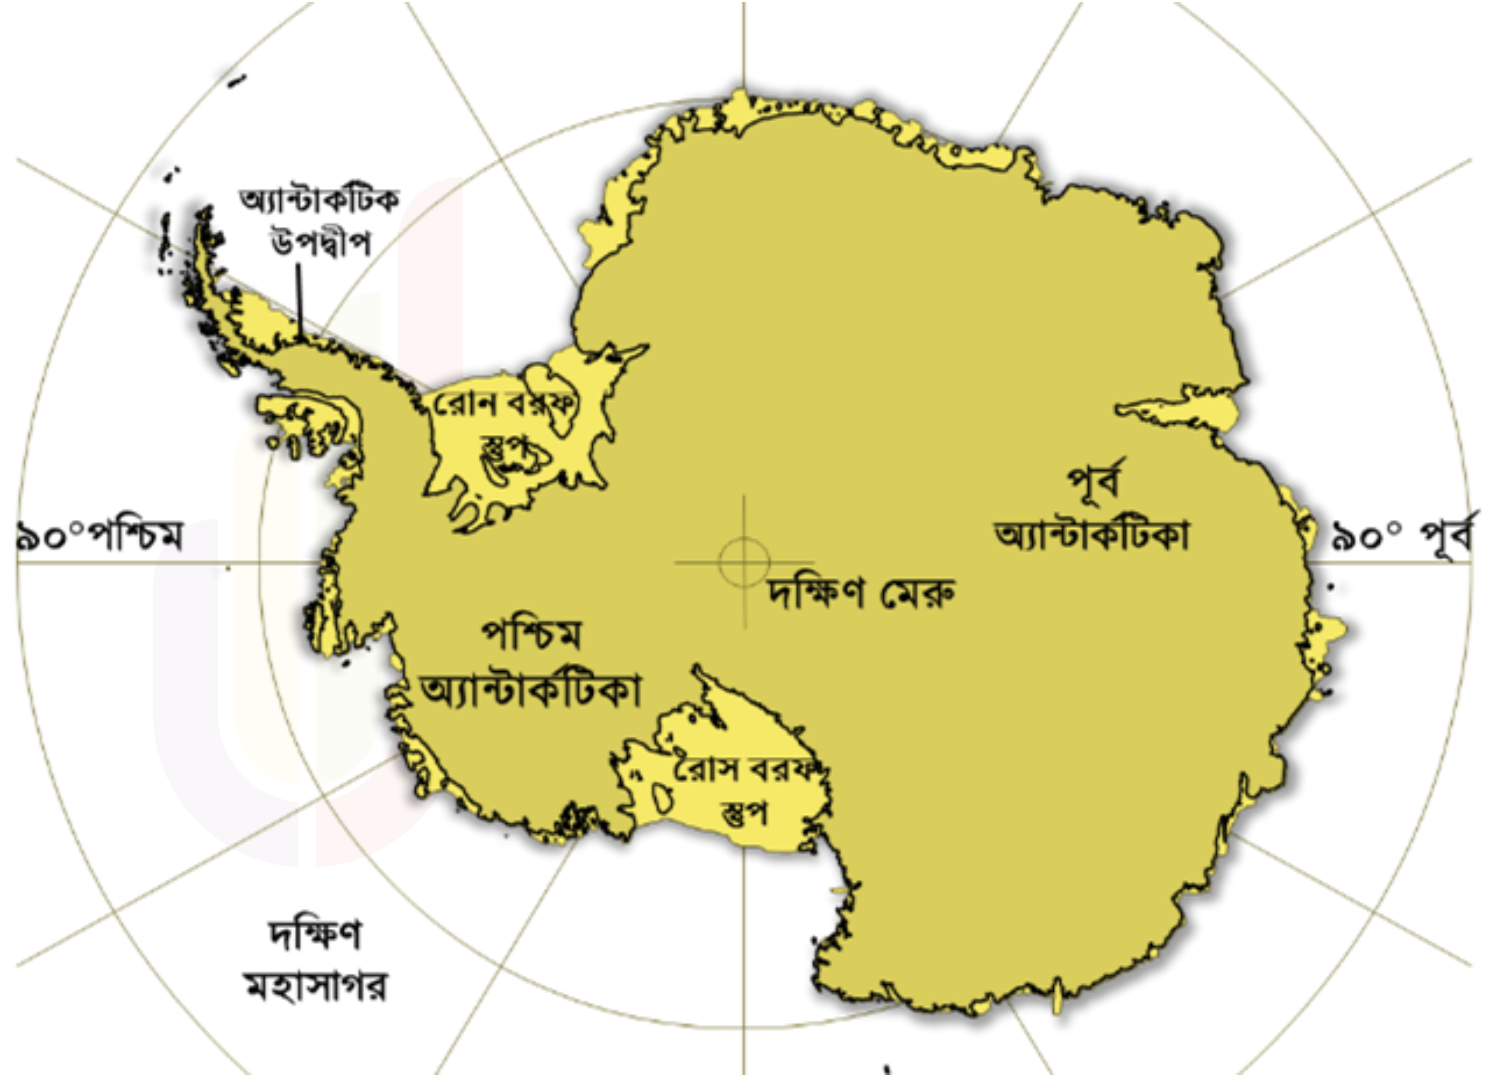 অ্যান্টার্কটিক
উপদ্বীপ
রোন বরফ
স্তুপ
পূর্ব
অ্যান্টার্কটিকা
৯০°পশ্চিম
৯০° পূর্ব
দক্ষিণ মেরু
পশ্চিম
অ্যান্টার্কটিকা
রৈাস বরফ
স্তুপ
দক্ষিণ
মহাসাগর